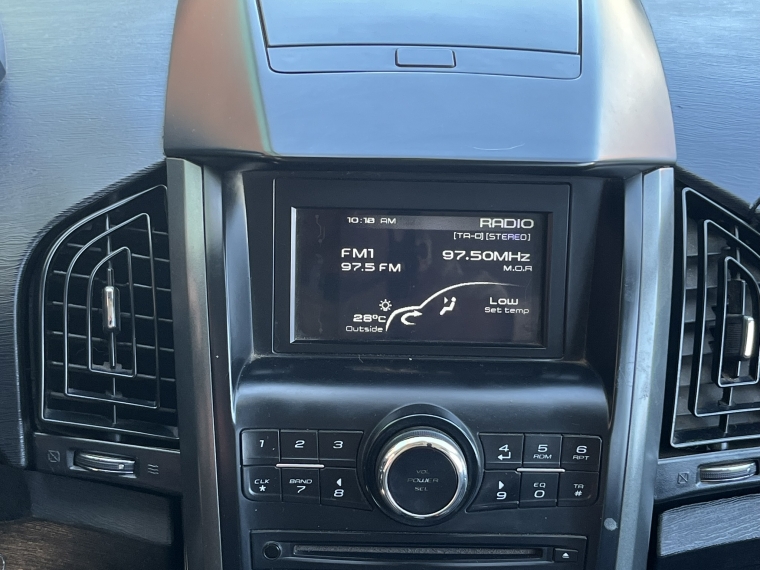 10:18 AM RADIO
[TA-D] [STEREO]
FM1 97.50MHz
97.5 FM M.O.R
28°C Low
Outside Set temp
1 2 3 4 5 RDM 6 RPT
CLK * BAND 7 8 9 EQ 0 TA #
VOL
POWER
SEL